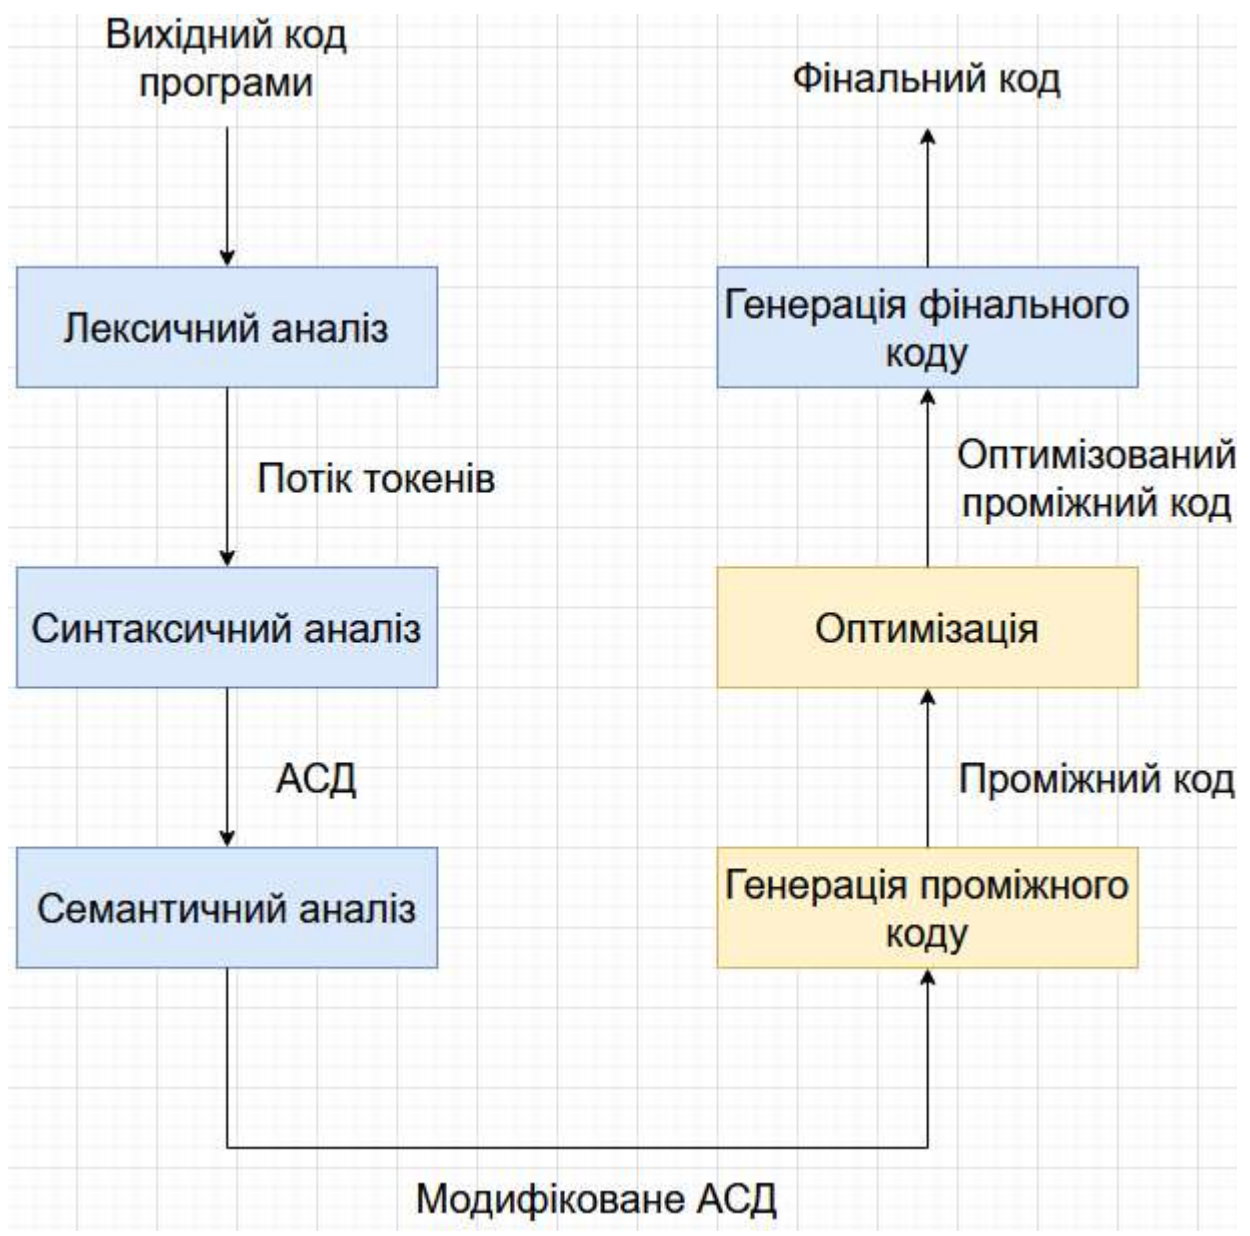 Вихідний код
програми
Лексичний аналіз
Потік токенів
Синтаксичний аналіз
АСД
Семантичний аналіз
Модифіковане АСД
Генерація проміжного
коду
Проміжний код
Оптимізація
Оптимізований
проміжний код
Генерація фінального
коду
Фінальний код